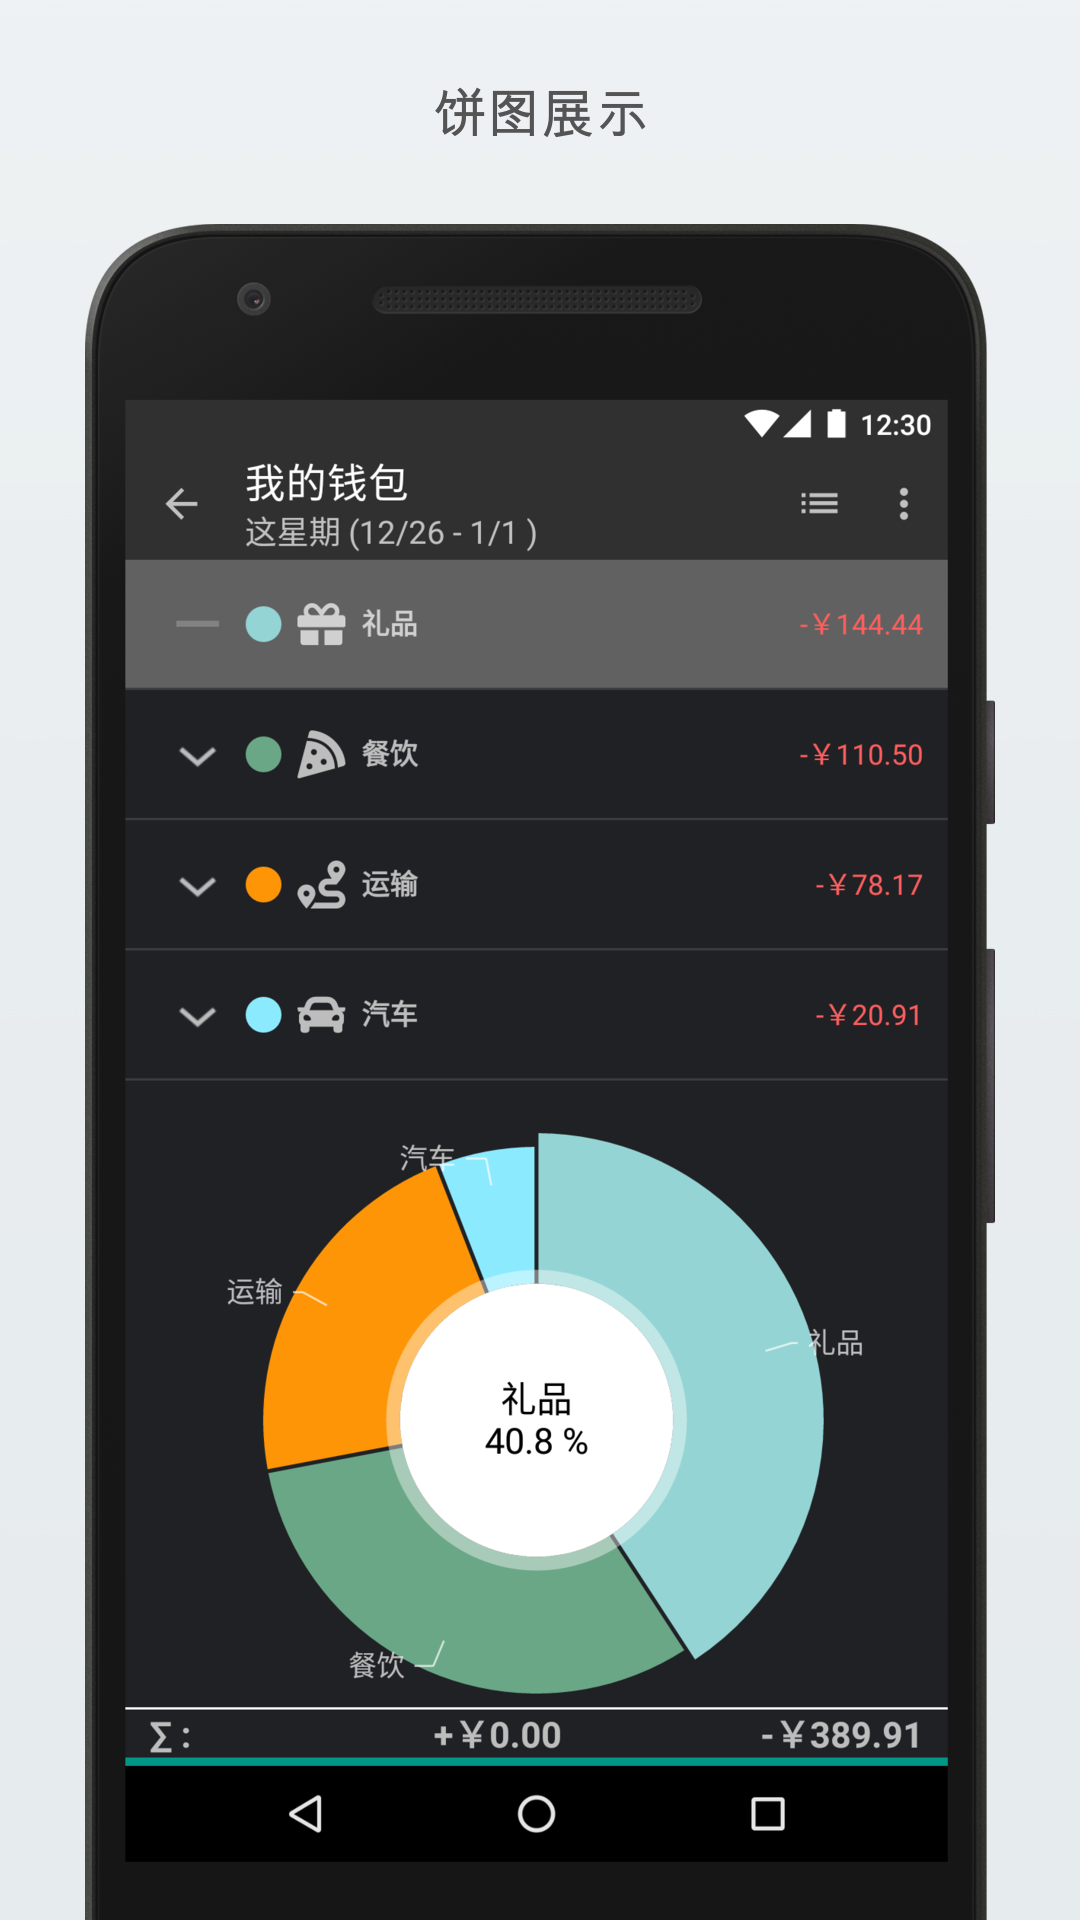 饼图展示
12:30
我的钱包
这星期 (12/26 - 1/1 )
礼品 -￥144.44
餐饮 -￥110.50
运输 -￥78.17
汽车 -￥20.91
汽车
运输
礼品
礼品
40.8 %
餐饮
Σ : +￥0.00 -￥389.91